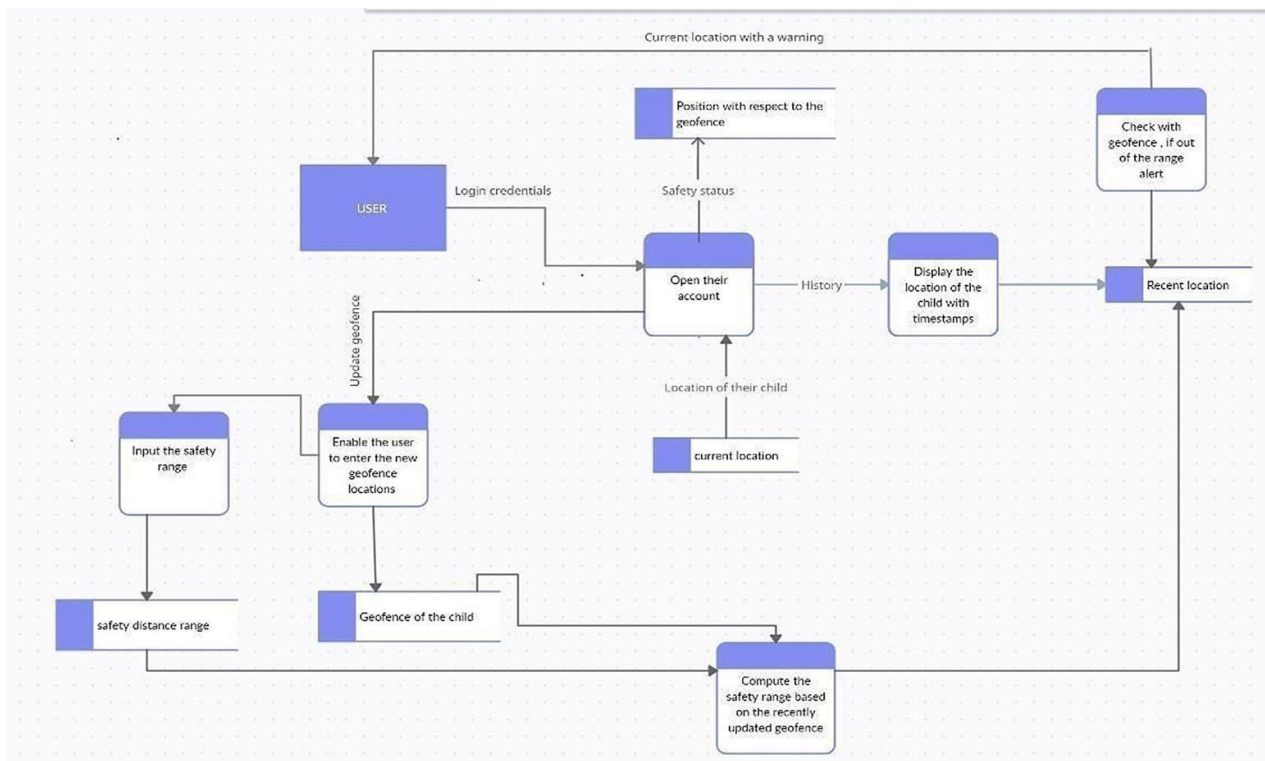 Current location with a warning
Position with respect to the
geofence
Check with
geofence , if out
of the range
alert
Login credentials
USER
Safety status
Open their
account
History
Display the
location of the
child with
timestamps
Recent location
Update geofence
Location of their child
current location
Input the safety
range
Enable the user
to enter the new
geofence
locations
safety distance range
Geofence of the child
Compute the
safety range based
on the recently
updated geofence